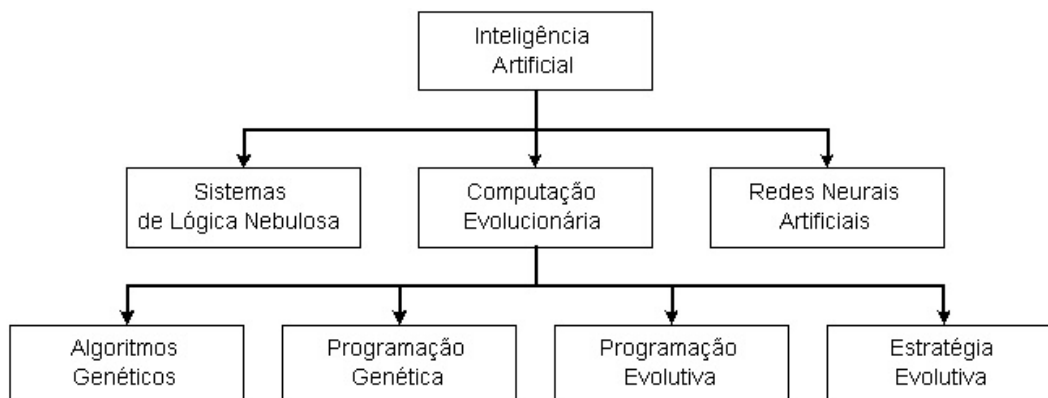 Inteligência
Artificial
Sistemas
de Lógica Nebulosa
Computação
Evolucionária
Redes Neurais
Artificiais
Algoritmos
Genéticos
Programação
Genética
Programação
Evolutiva
Estratégia
Evolutiva